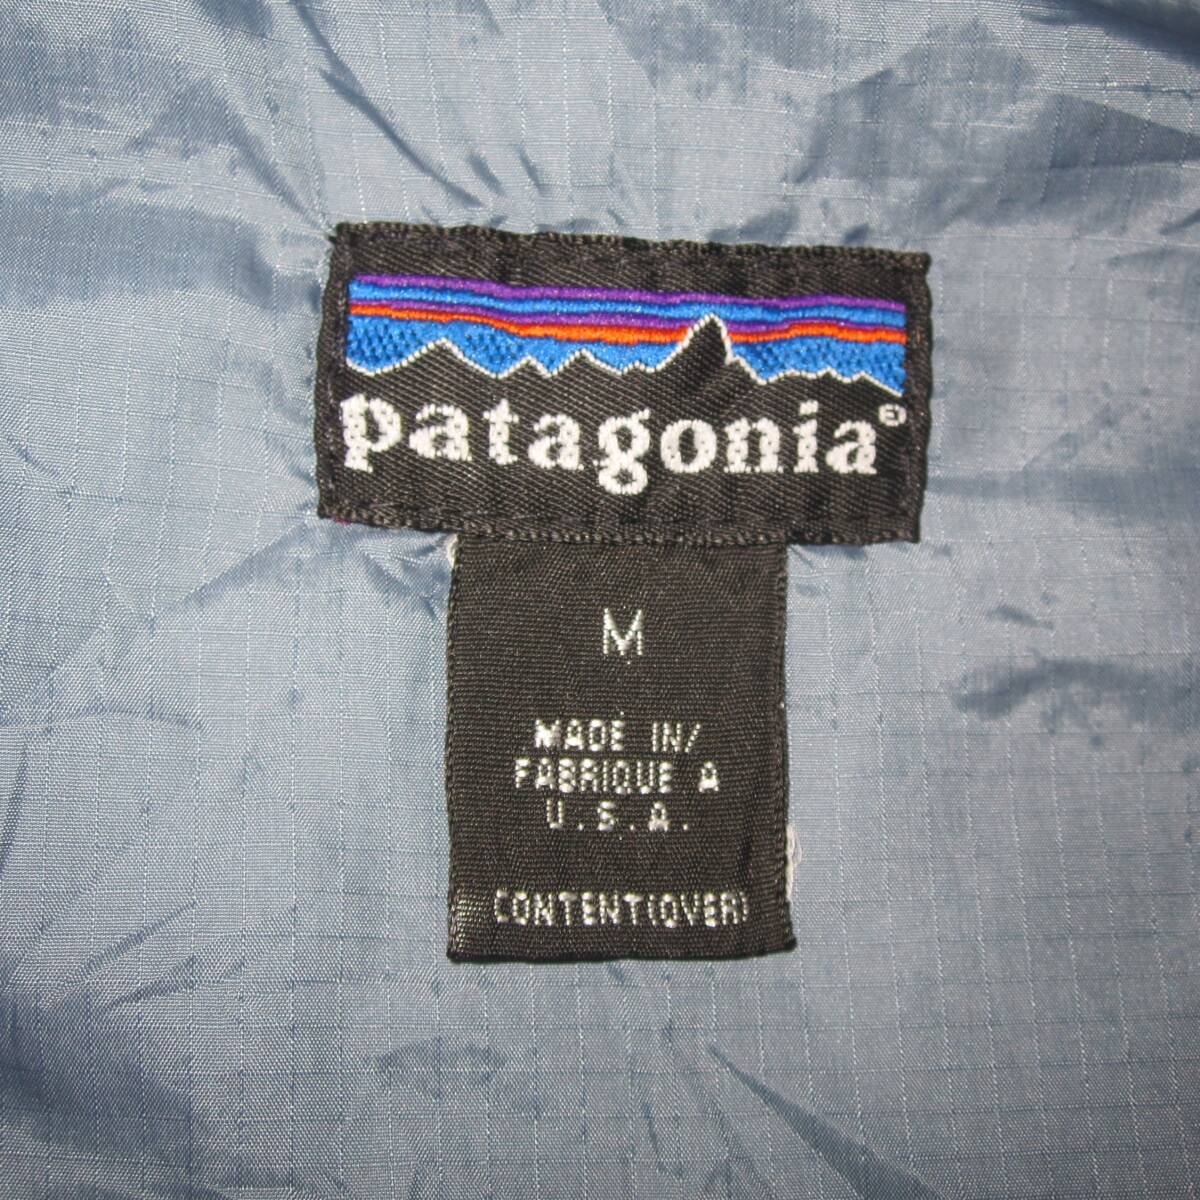 patagonia®
M
MADE IN/
FABRIQUE A
U.S.A.
CONTENT(OVER)